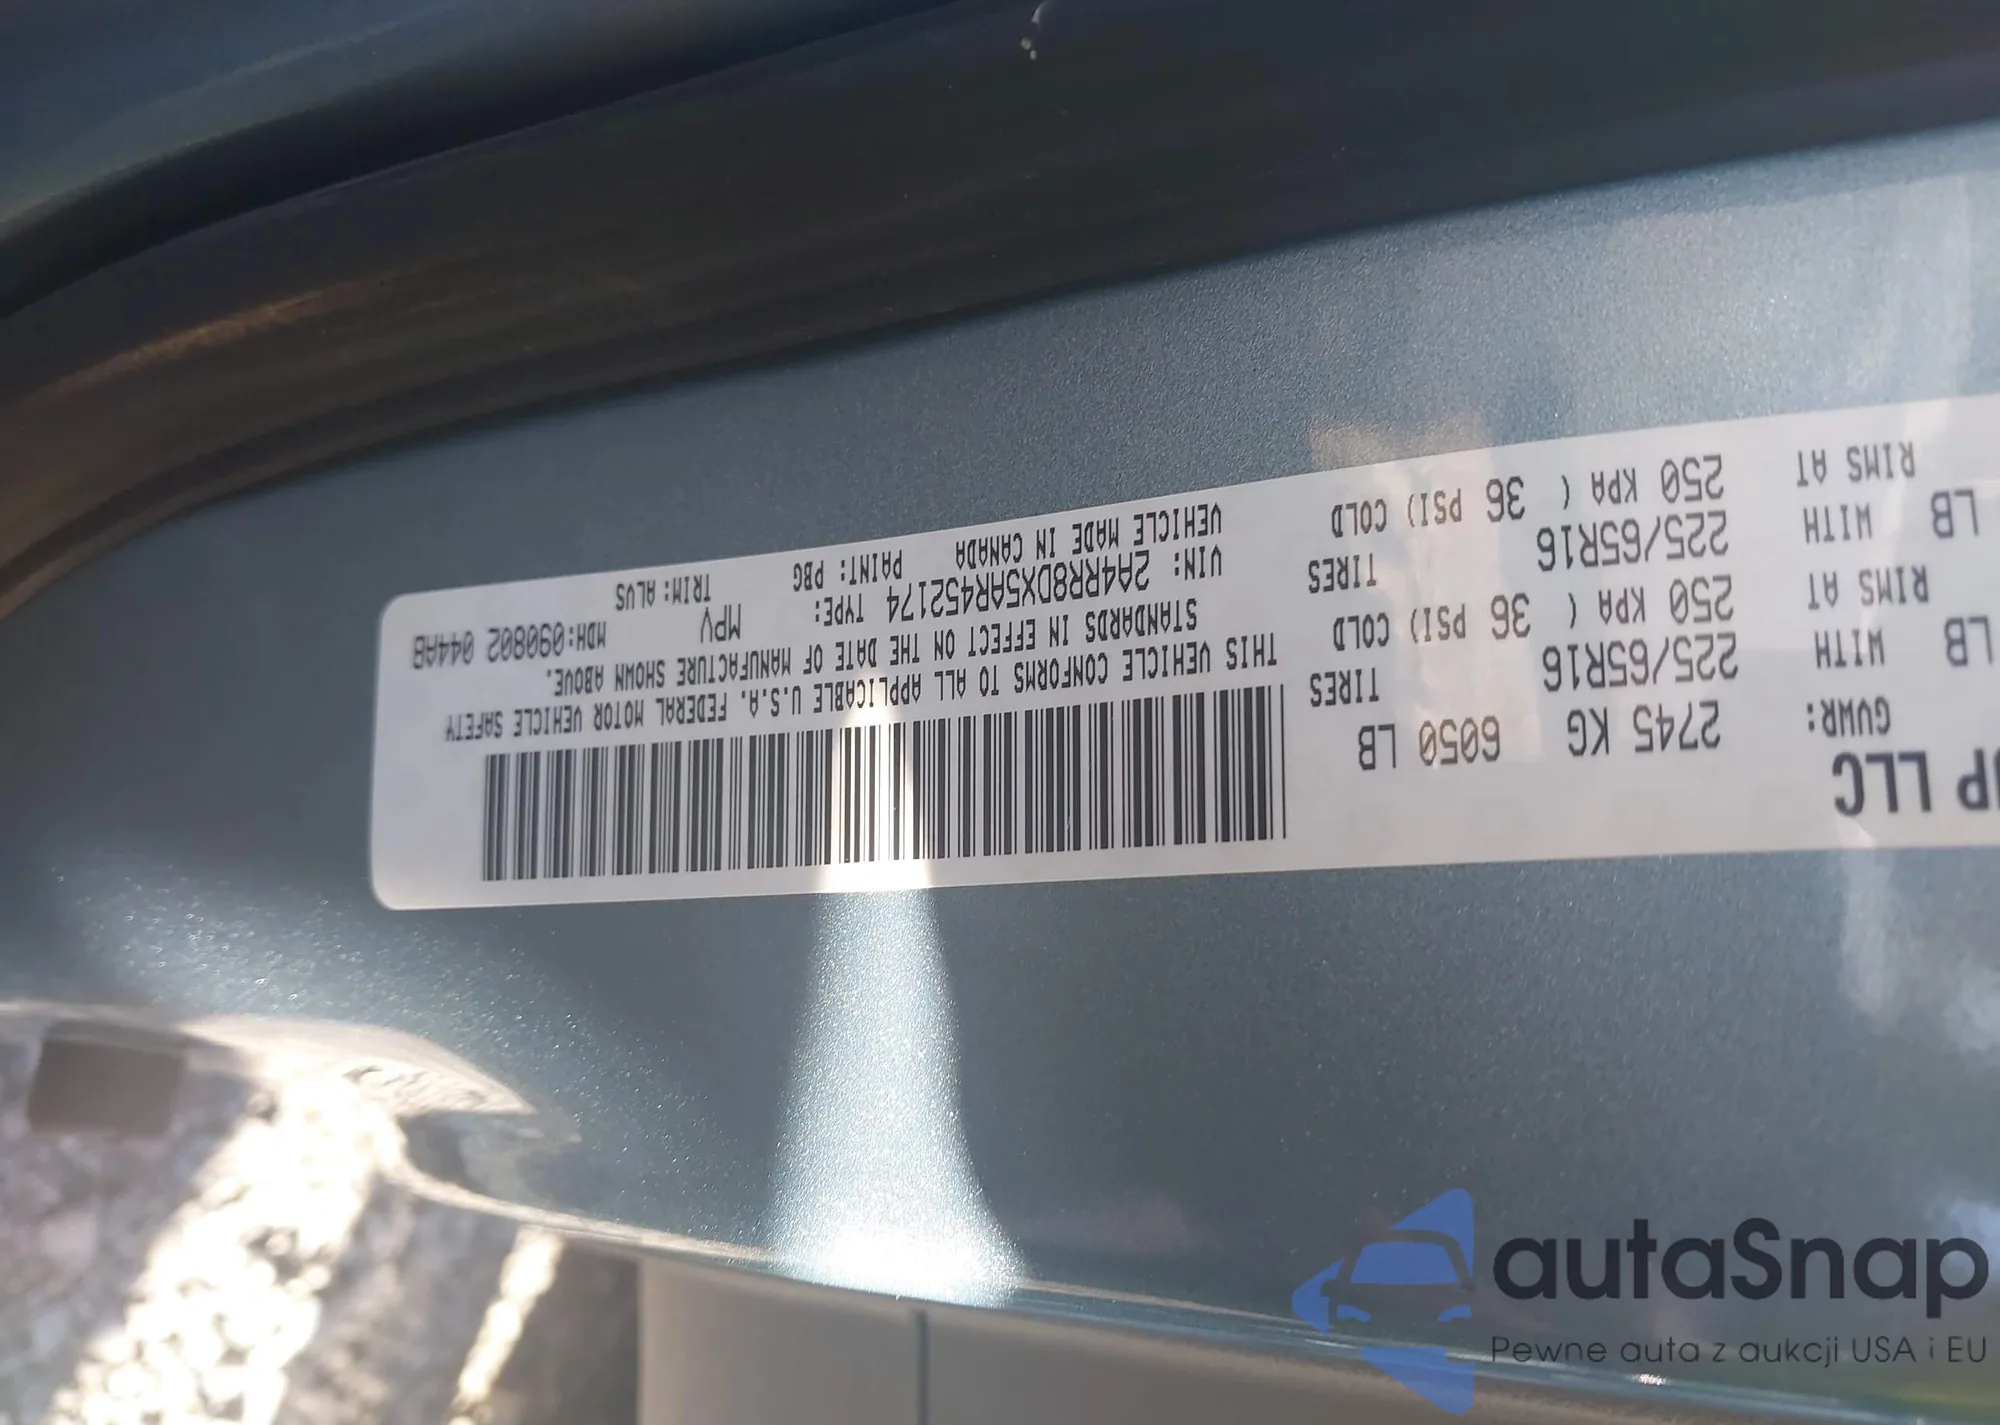 UP LLC
GVWR: 2745 KG 6050 LB
LB WITH 225/65R16 TIRES
RIMS AT 250 KPA ( 36 PSI) COLD
LB WITH 225/65R16 TIRES
RIMS AT 250 KPA ( 36 PSI) COLD
THIS VEHICLE CONFORMS TO ALL APPLICABLE U.S.A. FEDERAL MOTOR VEHICLE SAFETY
STANDARDS IN EFFECT ON THE DATE OF MANUFACTURE SHOWN ABOVE.
VIN: 2A4RR8DX5AR452174 TYPE: MPV MDH:090802 044AB
VEHICLE MADE IN CANADA PAINT: PBG TRIM: ALVS
autaSnap
Pewne auta z aukcji USA i EU